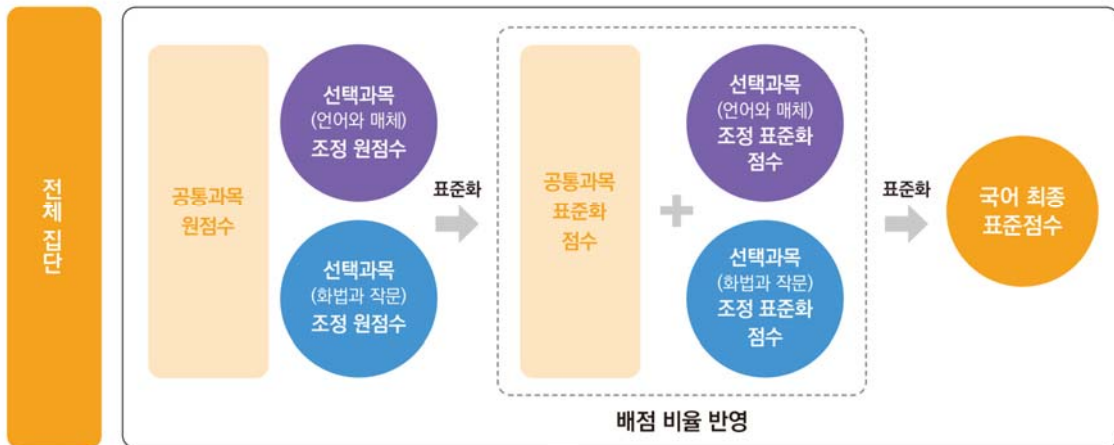 전체 집단
공통과목
원점수
선택과목
(언어와 매체)
조정 원점수
선택과목
(화법과 작문)
조정 원점수
표준화
공통과목
표준화
점수
선택과목
(언어와 매체)
조정 표준화
점수
선택과목
(화법과 작문)
조정 표준화
점수
배점 비율 반영
표준화
국어 최종
표준점수